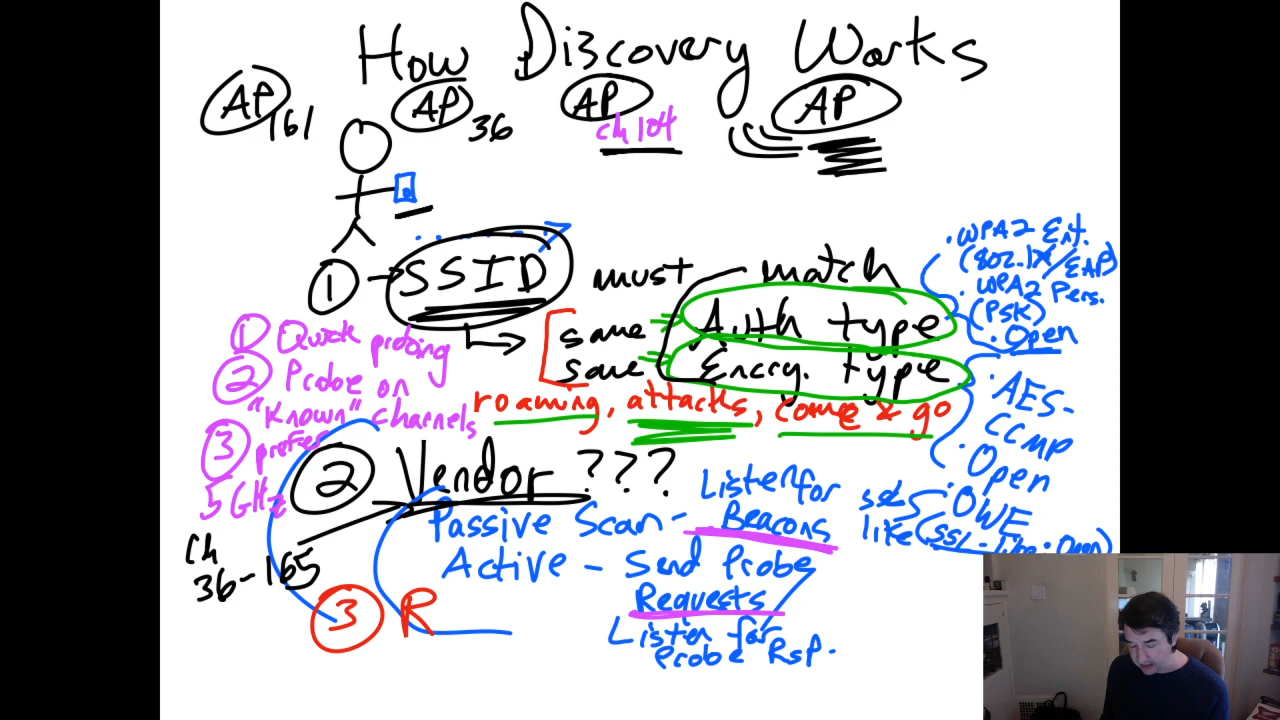 How Discovery Works
AP 161
AP 36
AP
ch 104
AP
1 - SSID must match
same Auth type
same Encry. type
roaming, attacks, come & go
• WPA2 Ent.
(802.1X/EAP)
• WPA2 Pers.
(PSK)
• Open
• AES-
CCMP
• Open
• OWE
1 Quick probing
2 Probe on
"Known" channels
3 prefer
5 GHz
2 Vendor ???
Ch
36-165
Passive Scan - Listen for
Beacons
Active - Send Probe
Requests
Listen for
Probe Rsp.
3 R